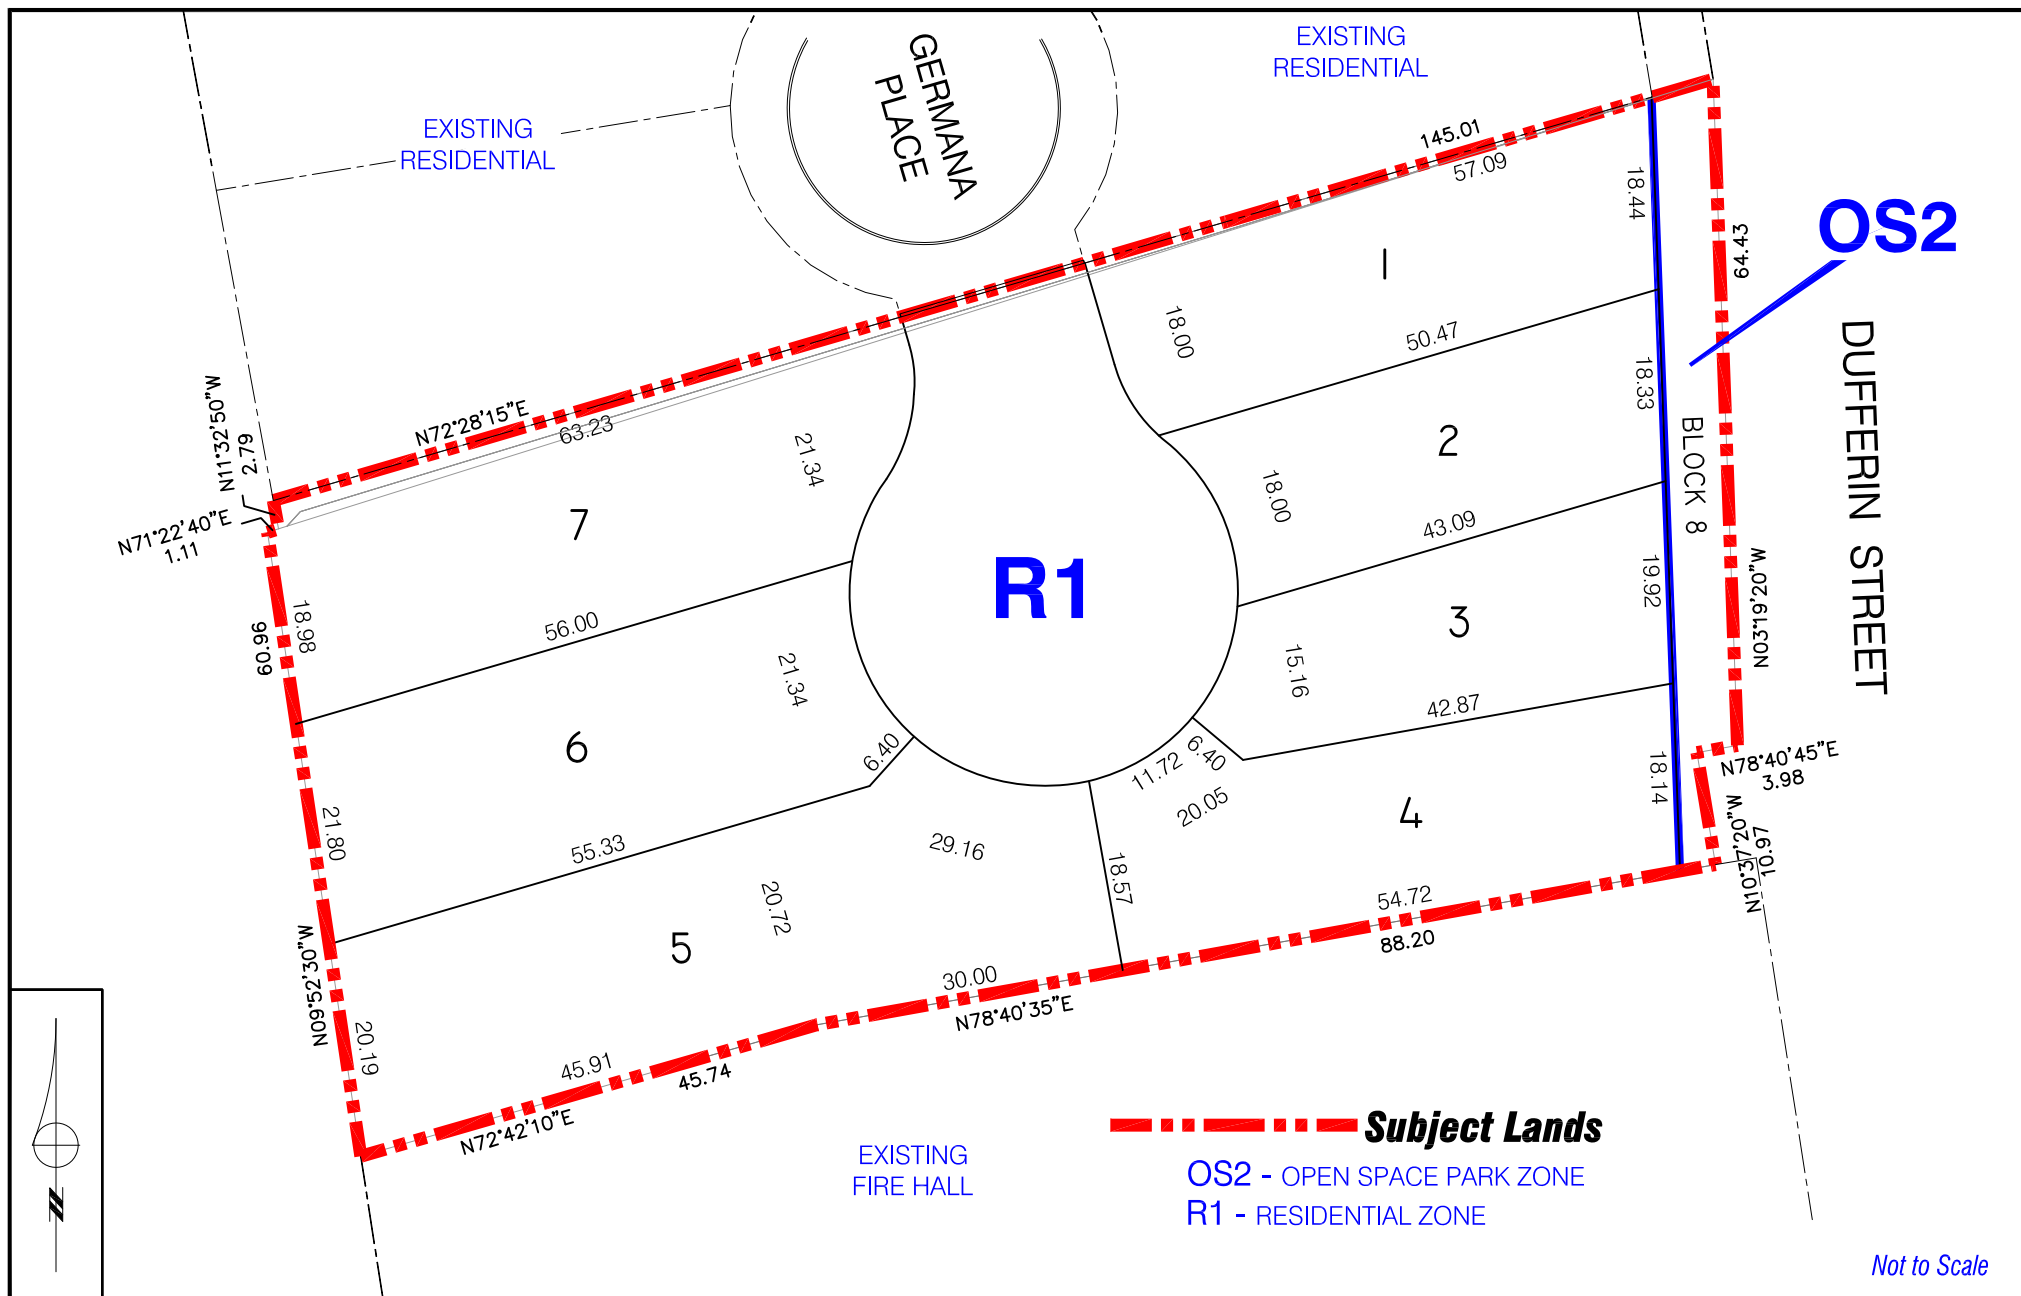 EXISTING
RESIDENTIAL
GERMANA
PLACE
EXISTING
RESIDENTIAL
145.01
57.09
18.44
64.43
OS2
DUFFERIN STREET
1
18.00
50.47
18.33
N11°32'50"W
2.79
N72°28'15"E
63.23
21.34
2
BLOCK 8
N71°22'40"E
1.11
7
18.00
43.09
19.92
N03°19'20"W
R1
60.96
18.98
56.00
21.34
3
15.16
42.87
6
6.40
6.40
11.72
20.05
18.14
N78°40'45"E
3.98
4
21.80
55.33
29.16
18.57
N10°37'20"W
10.97
20.72
54.72
88.20
5
N09°52'30"W
30.00
N78°40'35"E
20.19
45.91
45.74
N72°42'10"E
Subject Lands
EXISTING
FIRE HALL
OS2 - OPEN SPACE PARK ZONE
R1 - RESIDENTIAL ZONE
N
Not to Scale